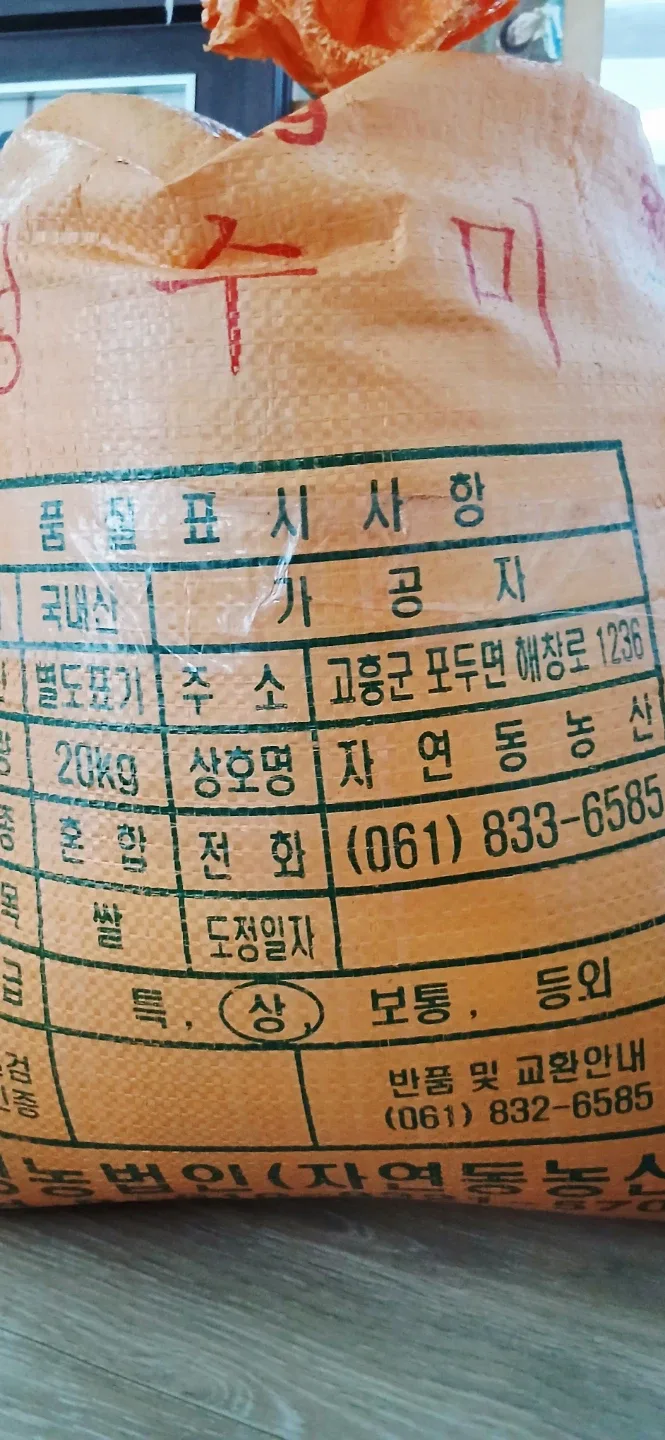 수 미
품 질 표 시 사 항
국내산 가 공 자
별도표기 주 소 고흥군 포두면 해창로 1236
20kg 상호명 자 연 동 농 산
혼 합 전 화 (061) 833-6585
쌀 도정일자
특, 상, 보통, 등외
반품 및 교환안내
(061) 832-6585
농법인(자연동농산